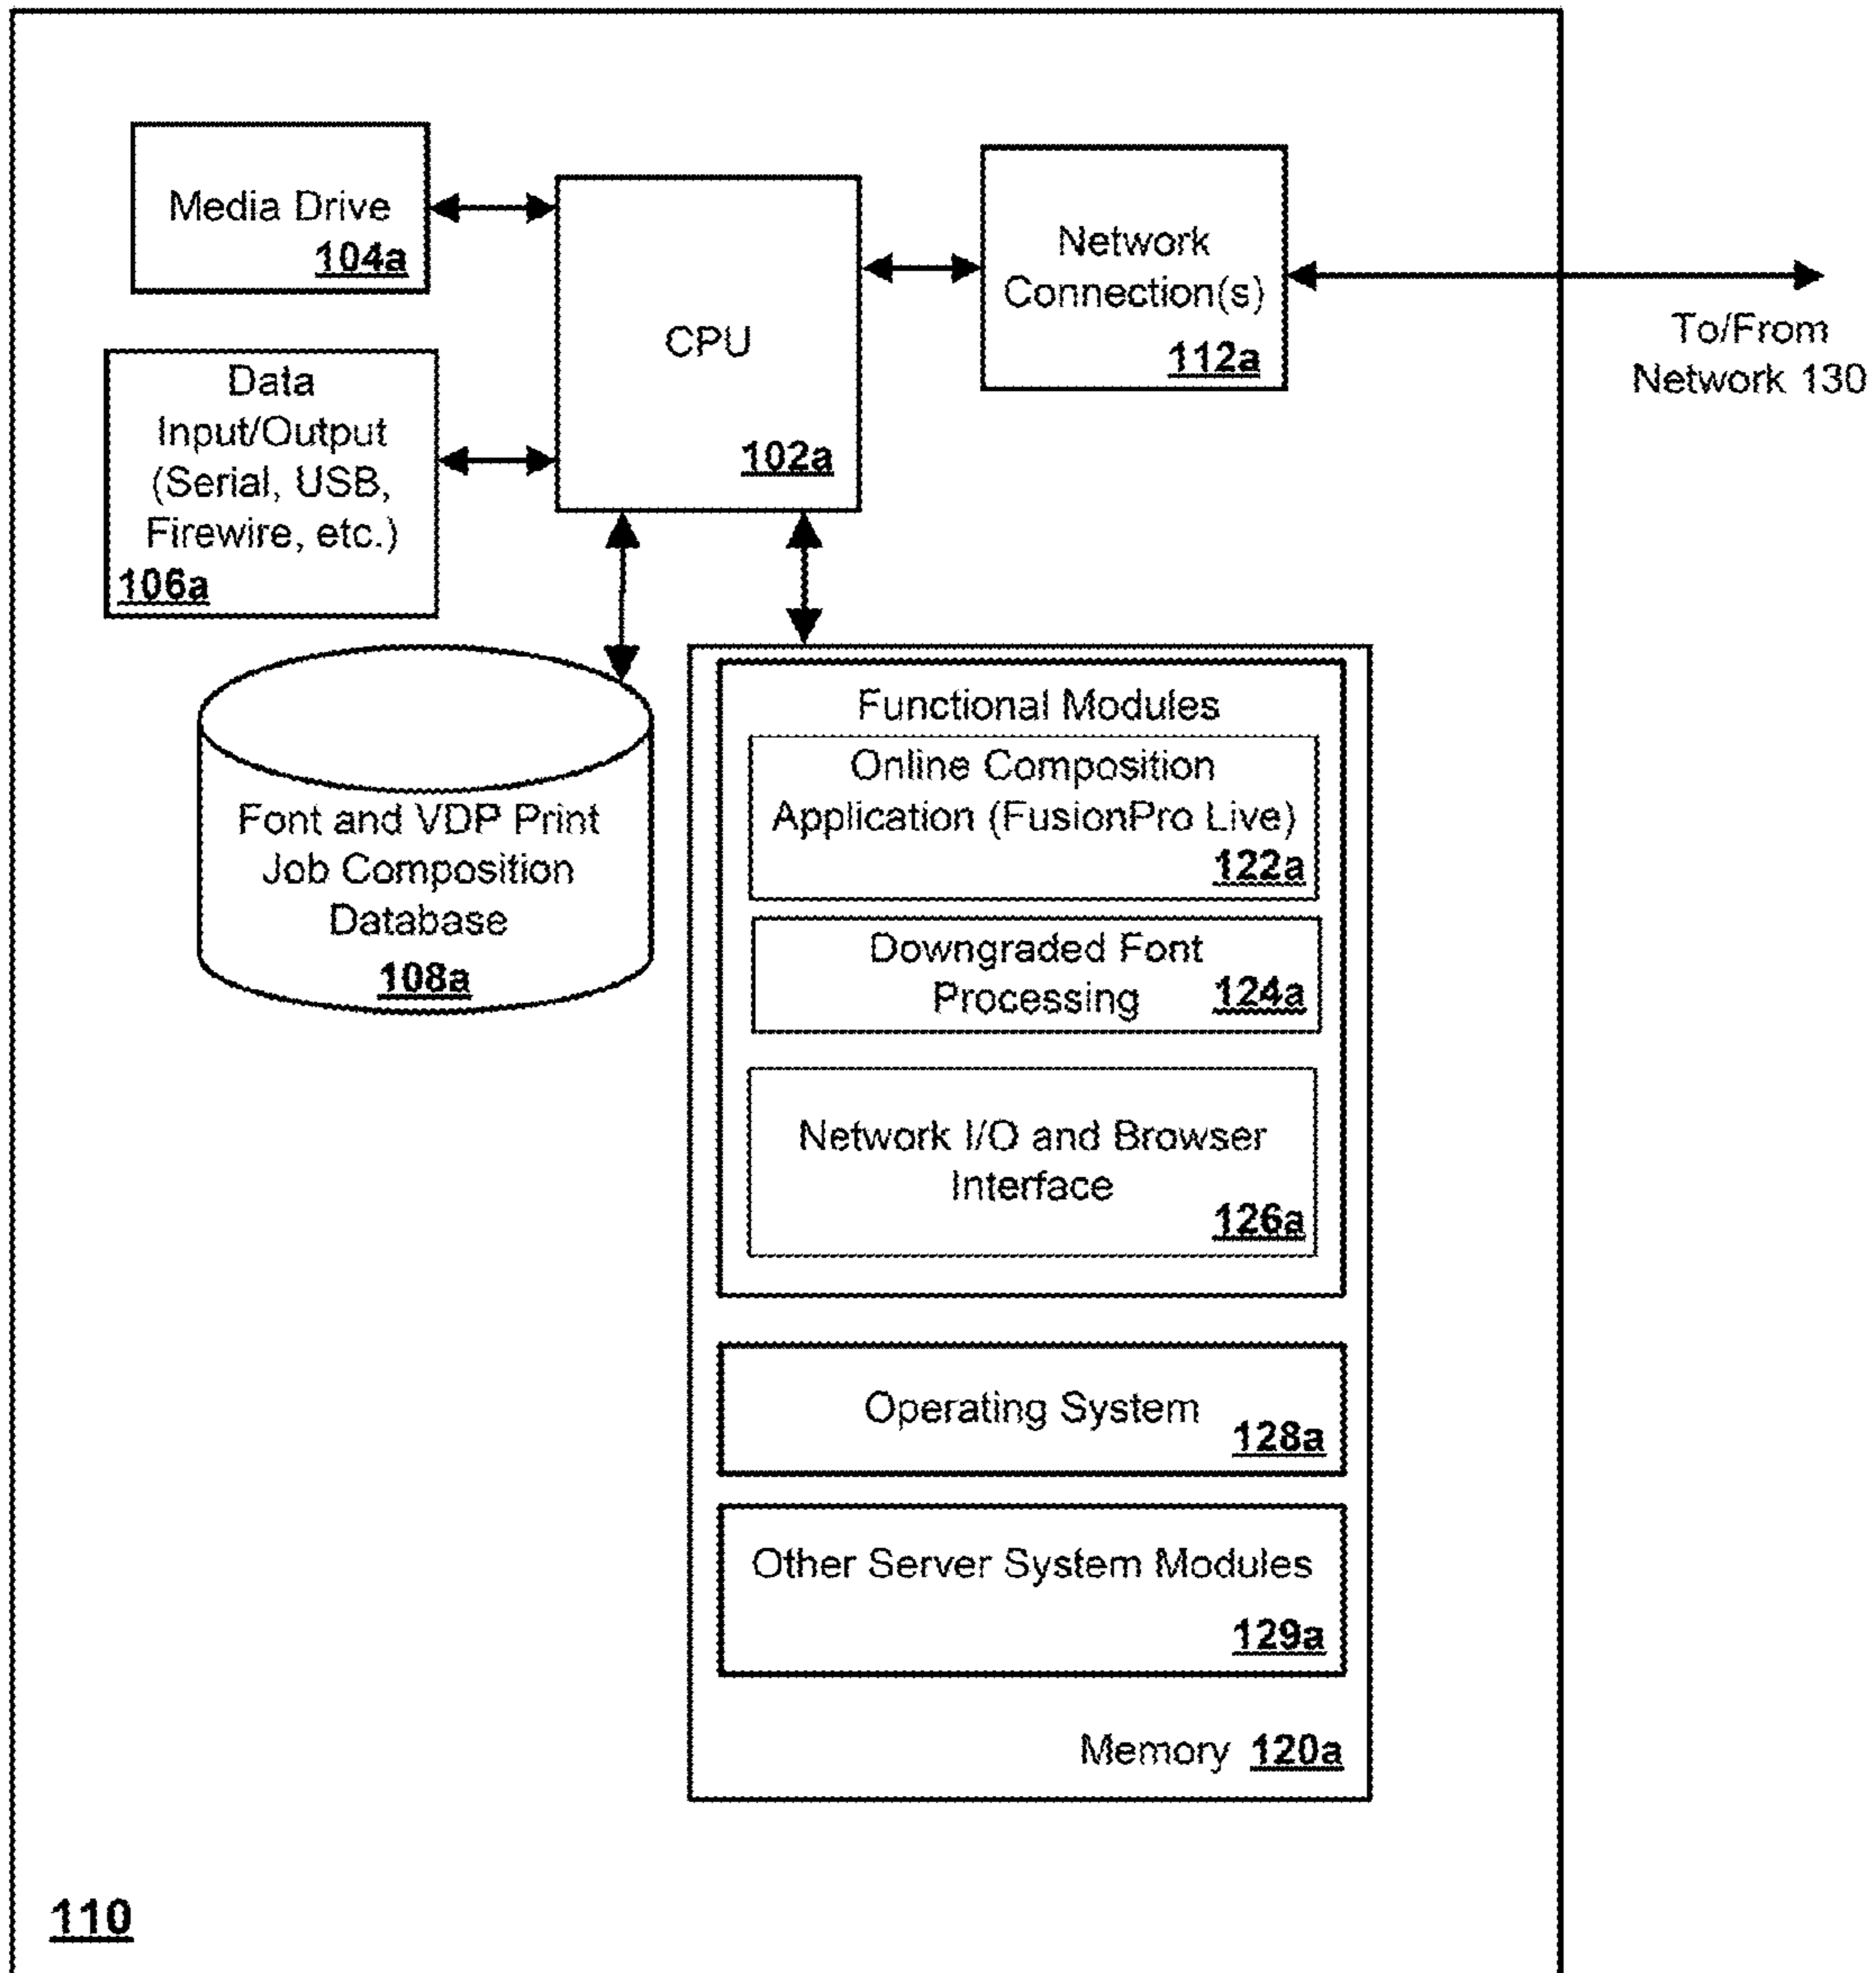 Media Drive
104a
CPU
102a
Network
Connection(s)
112a
To/From
Network 130
Data
Input/Output
(Serial, USB,
Firewire, etc.)
106a
Font and VDP Print
Job Composition
Database
108a
Functional Modules
Online Composition
Application (FusionPro Live)
122a
Downgraded Font
Processing 124a
Network I/O and Browser
Interface
126a
Operating System
128a
Other Server System Modules
129a
Memory 120a
110